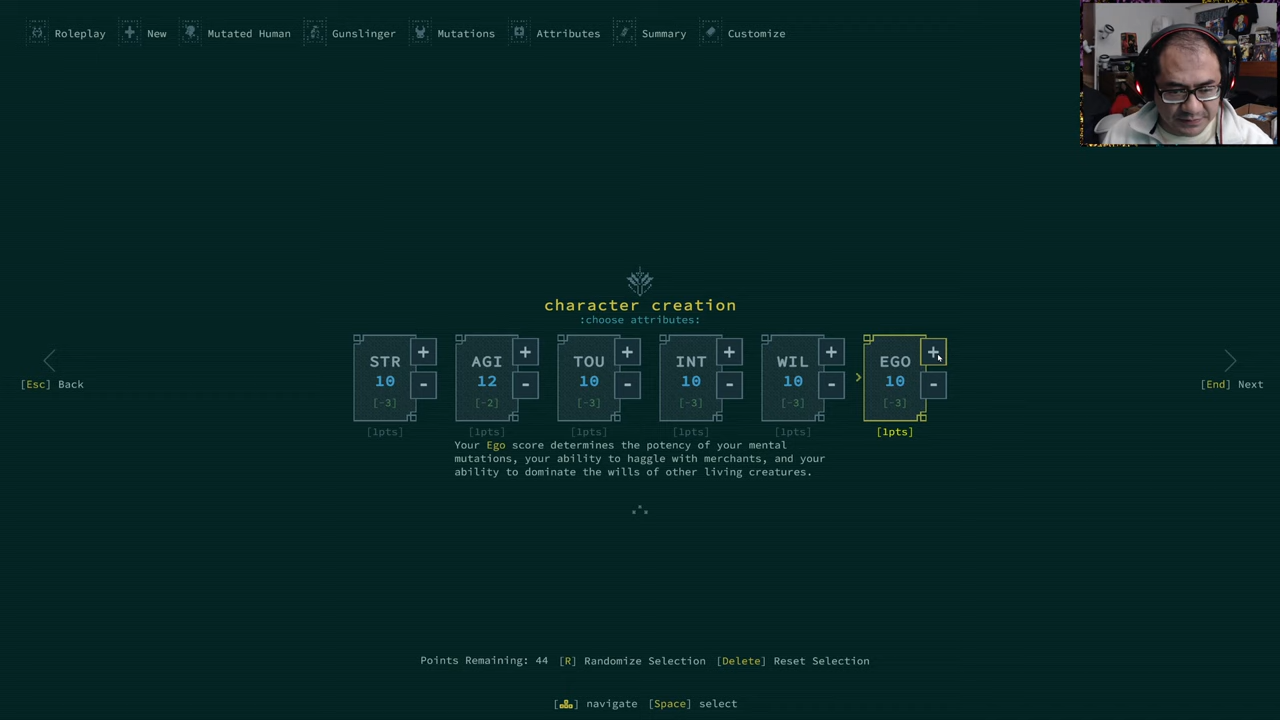 Roleplay New Mutated Human Gunslinger Mutations Attributes Summary Customize
character creation
:choose attributes:
STR + AGI + TOU + INT + WIL + EGO +
10 - 12 - 10 - 10 - 10 - > 10 -
[-3] [-2] [-3] [-3] [-3] [-3]
[Esc] Back [End] Next
[1pts] [1pts] [1pts] [1pts] [1pts] [1pts]
Your Ego score determines the potency of your mental
mutations, your ability to haggle with merchants, and your
ability to dominate the wills of other living creatures.
Points Remaining: 44 [R] Randomize Selection [Delete] Reset Selection
navigate [Space] select